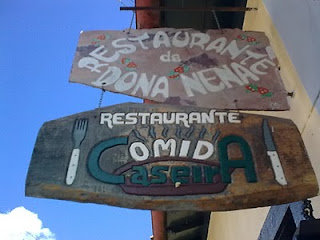 RESTAURANTE
da
DONA NENA
RESTAURANTE
COMIDA
CaseirA